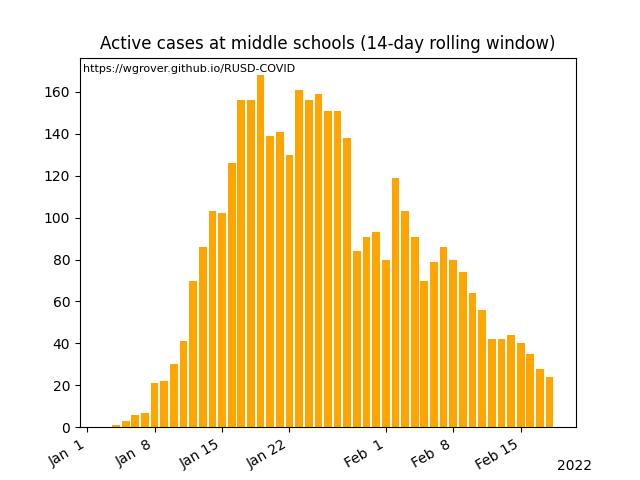 Active cases at middle schools (14-day rolling window)
https://wgrover.github.io/RUSD-COVID
160
140
120
100
80
60
40
20
0
Jan 1
Jan 8
Jan 15
Jan 22
Feb 1
Feb 8
Feb 15
2022